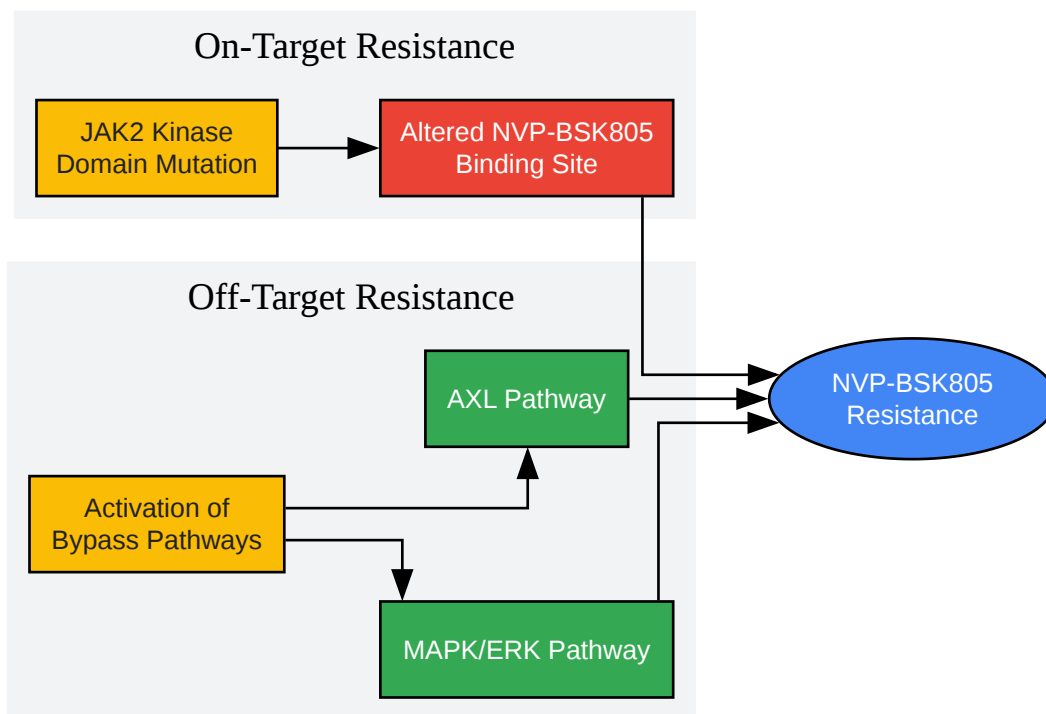 On-Target Resistance
JAK2 Kinase
Domain Mutation
Altered NVP-BSK805
Binding Site
Off-Target Resistance
AXL Pathway
NVP-BSK805
Resistance
Activation of
Bypass Pathways
MAPK/ERK Pathway